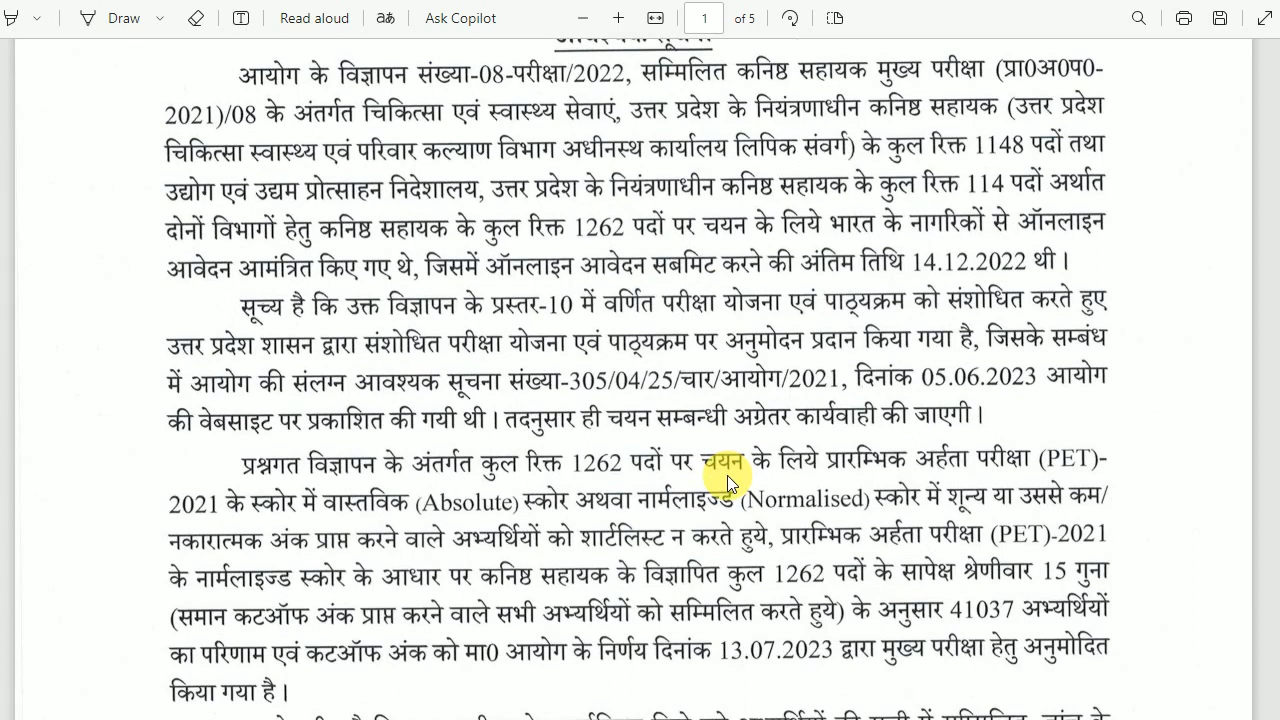 Draw
Read aloud
Ask Copilot
1 of 5
आयोग के विज्ञापन संख्या-08-परीक्षा/2022, सम्मिलित कनिष्ठ सहायक मुख्य परीक्षा (प्रा0अ0प0-
2021)/08 के अंतर्गत चिकित्सा एवं स्वास्थ्य सेवाएं, उत्तर प्रदेश के नियंत्रणाधीन कनिष्ठ सहायक (उत्तर प्रदेश
चिकित्सा स्वास्थ्य एवं परिवार कल्याण विभाग अधीनस्थ कार्यालय लिपिक संवर्ग) के कुल रिक्त 1148 पदों तथा
उद्योग एवं उद्यम प्रोत्साहन निदेशालय, उत्तर प्रदेश के नियंत्रणाधीन कनिष्ठ सहायक के कुल रिक्त 114 पदों अर्थात
दोनों विभागों हेतु कनिष्ठ सहायक के कुल रिक्त 1262 पदों पर चयन के लिये भारत के नागरिकों से ऑनलाइन
आवेदन आमंत्रित किए गए थे, जिसमें ऑनलाइन आवेदन सबमिट करने की अंतिम तिथि 14.12.2022 थी।
सूच्य है कि उक्त विज्ञापन के प्रस्तर-10 में वर्णित परीक्षा योजना एवं पाठ्यक्रम को संशोधित करते हुए
उत्तर प्रदेश शासन द्वारा संशोधित परीक्षा योजना एवं पाठ्यक्रम पर अनुमोदन प्रदान किया गया है, जिसके सम्बंध
में आयोग की संलग्न आवश्यक सूचना संख्या-305/04/25/चार/आयोग/2021, दिनांक 05.06.2023 आयोग
की वेबसाइट पर प्रकाशित की गयी थी। तदनुसार ही चयन सम्बन्धी अग्रेतर कार्यवाही की जाएगी।
प्रश्नगत विज्ञापन के अंतर्गत कुल रिक्त 1262 पदों पर चयन के लिये प्रारम्भिक अर्हता परीक्षा (PET)-
2021 के स्कोर में वास्तविक (Absolute) स्कोर अथवा नार्मलाइज्ड (Normalised) स्कोर में शून्य या उससे कम/
नकारात्मक अंक प्राप्त करने वाले अभ्यर्थियों को शार्टलिस्ट न करते हुये, प्रारम्भिक अर्हता परीक्षा (PET)-2021
के नार्मलाइज्ड स्कोर के आधार पर कनिष्ठ सहायक के विज्ञापित कुल 1262 पदों के सापेक्ष श्रेणीवार 15 गुना
(समान कटऑफ अंक प्राप्त करने वाले सभी अभ्यर्थियों को सम्मिलित करते हुये) के अनुसार 41037 अभ्यर्थियों
का परिणाम एवं कटऑफ अंक को मा0 आयोग के निर्णय दिनांक 13.07.2023 द्वारा मुख्य परीक्षा हेतु अनुमोदित
किया गया है।